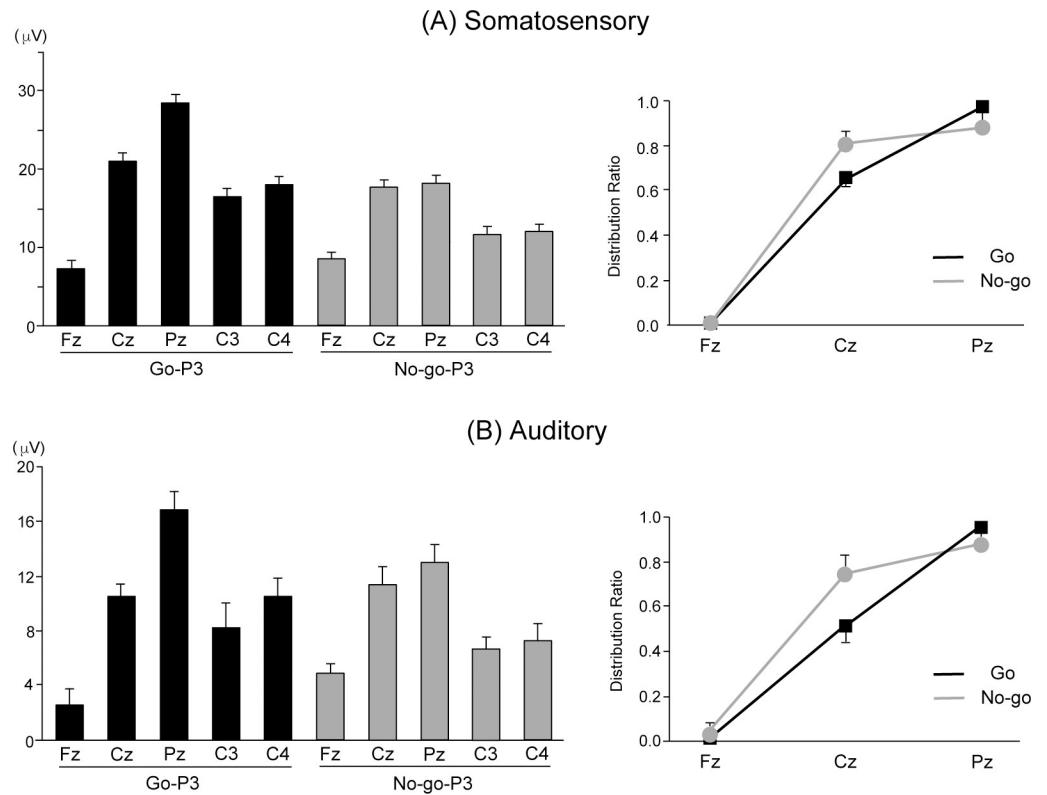 (A) Somatosensory
(μV)
30
20
10
0
Fz Cz Pz C3 C4 Fz Cz Pz C3 C4
Go-P3 No-go-P3
Distribution Ratio
1.0
0.8
0.6
0.4
0.2
0.0
Go
No-go
Fz Cz Pz
(B) Auditory
(μV)
20
16
12
8
4
0
Fz Cz Pz C3 C4 Fz Cz Pz C3 C4
Go-P3 No-go-P3
Distribution Ratio
1.0
0.8
0.6
0.4
0.2
0.0
Go
No-go
Fz Cz Pz